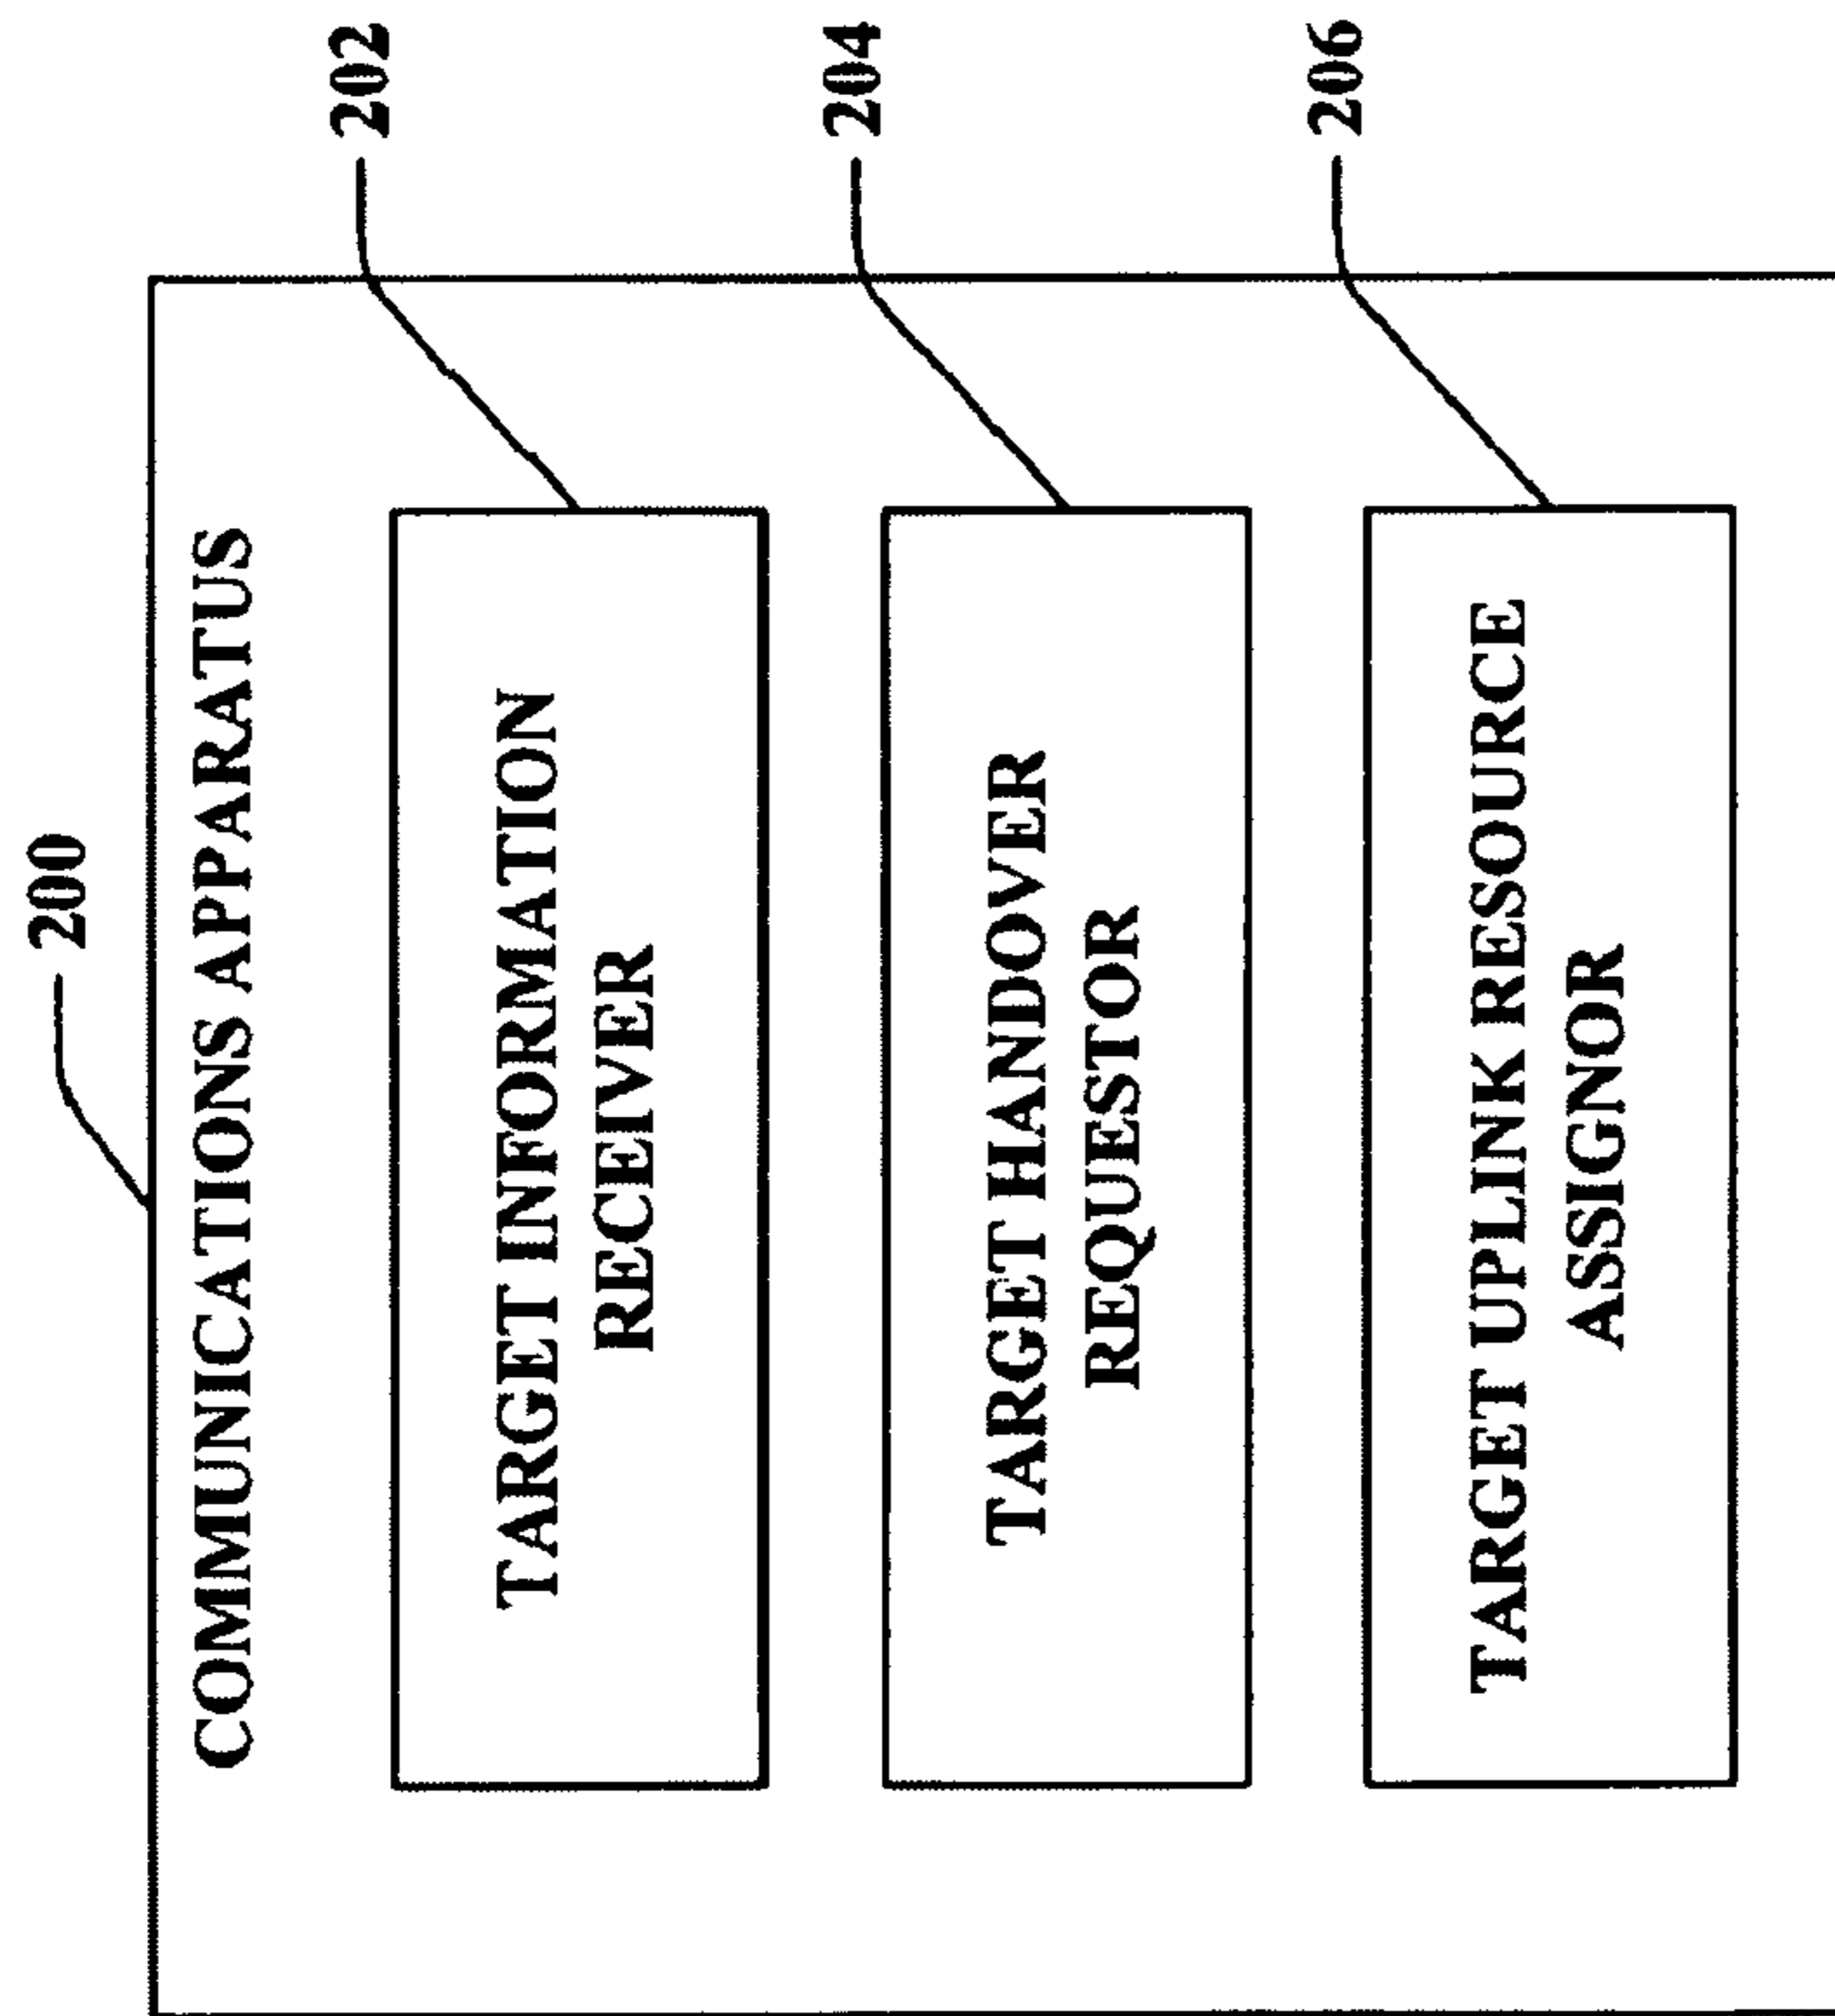 200
COMMUNICATIONS APPARATUS
202
TARGET INFORMATION
RECEIVER
204
TARGET HANDOVER
REQUESTOR
206
TARGET UPLINK RESOURCE
ASSIGNOR